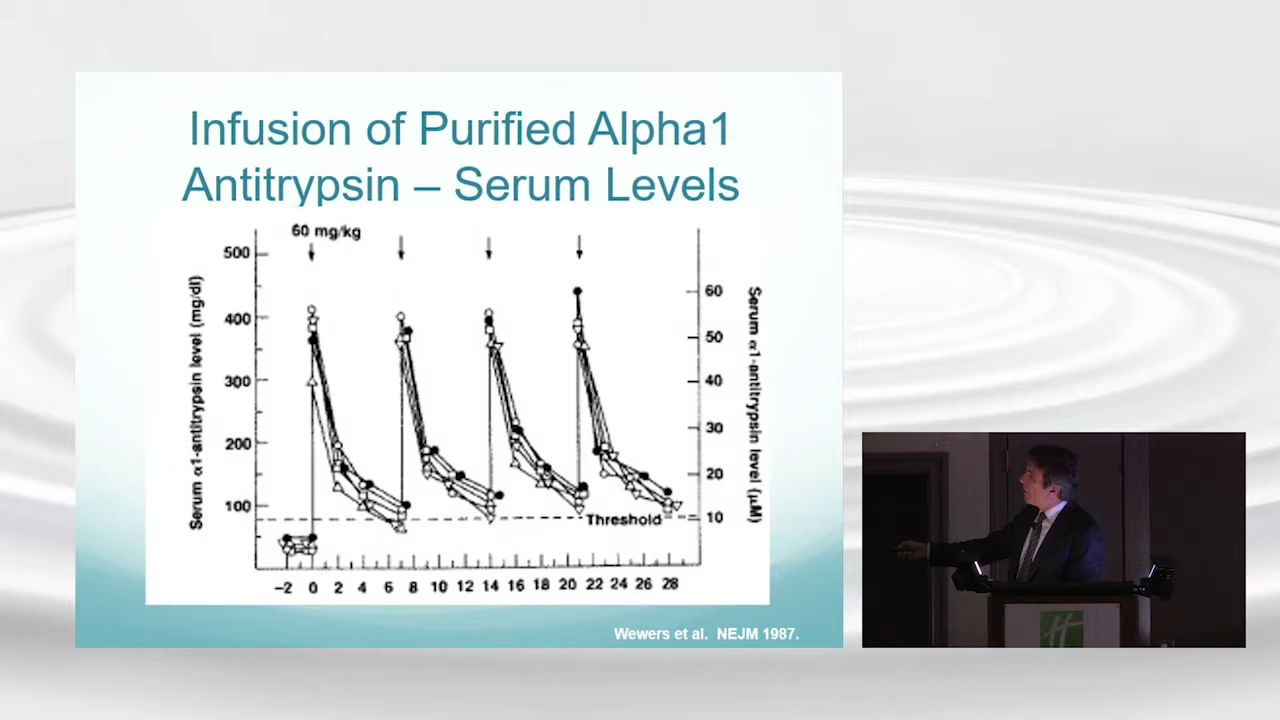 Infusion of Purified Alpha1
Antitrypsin – Serum Levels
60 mg/kg
500
400
300
200
100
Serum α1-antitrypsin level (mg/dl)
60
50
40
30
20
10
Serum α1-antitrypsin level (μM)
Threshold
−2 0 2 4 6 8 10 12 14 16 18 20 22 24 26 28
Wewers et al. NEJM 1987.
H